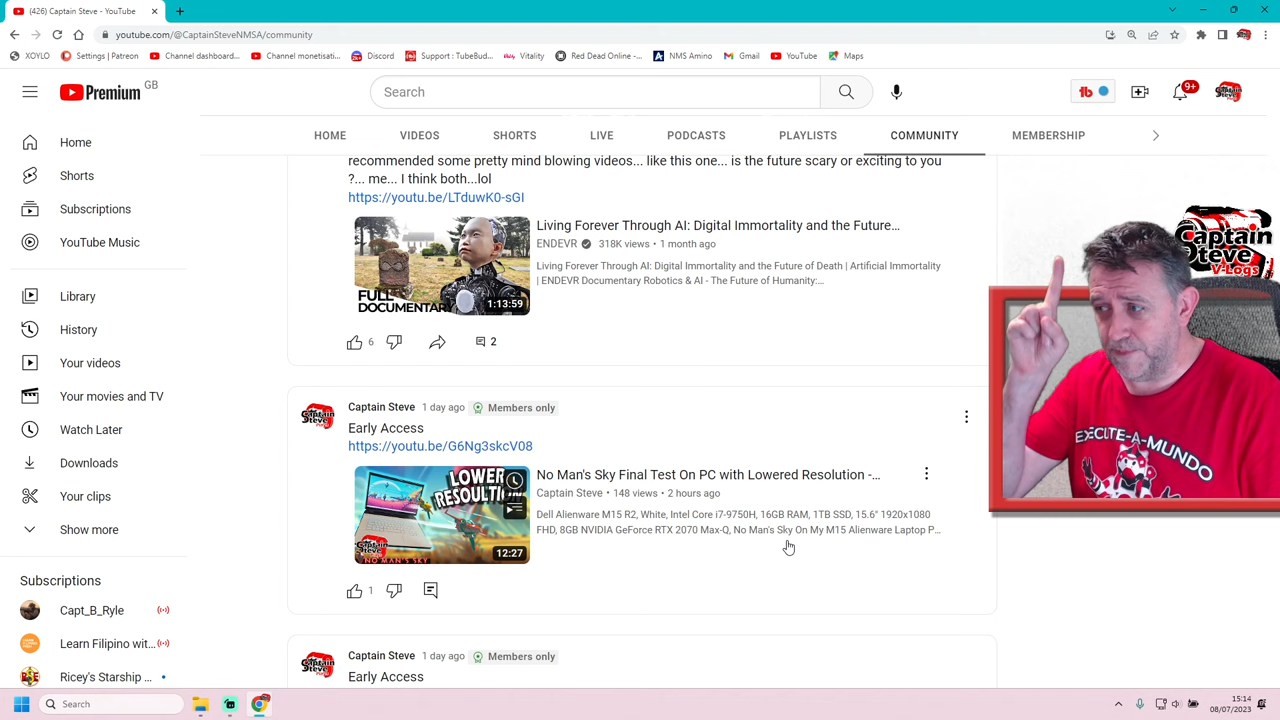 (426) Captain Steve - YouTube
youtube.com/@CaptainSteveNMSA/community
XOYLO
Settings | Patreon
Channel dashboard...
Channel monetisati...
Discord
Support : TubeBud...
Vitality
Red Dead Online -...
NMS Amino
Gmail
YouTube
Maps
Premium GB
Search
tb
9+
HOME
VIDEOS
SHORTS
LIVE
PODCASTS
PLAYLISTS
COMMUNITY
MEMBERSHIP
Home
Shorts
Subscriptions
YouTube Music
Library
History
Your videos
Your movies and TV
Watch Later
Downloads
Your clips
Show more
Subscriptions
Capt_B_Ryle
Learn Filipino wit...
Ricey's Starship ...
recommended some pretty mind blowing videos... like this one... is the future scary or exciting to you
?... me... I think both...lol
https://youtu.be/LTduwK0-sGI
FULL
DOCUMENTARY
1:13:59
Living Forever Through AI: Digital Immortality and the Future...
ENDEVR 318K views • 1 month ago
Living Forever Through AI: Digital Immortality and the Future of Death | Artificial Immortality
| ENDEVR Documentary Robotics & AI - The Future of Humanity:...
6
2
Captain Steve 1 day ago Members only
Early Access
https://youtu.be/G6Ng3skcV08
LOWER
RESOULTION
Captain
Steve
NO MAN'S SKY
12:27
No Man's Sky Final Test On PC with Lowered Resolution -...
Captain Steve • 148 views • 2 hours ago
Dell Alienware M15 R2, White, Intel Core i7-9750H, 16GB RAM, 1TB SSD, 15.6" 1920x1080
FHD, 8GB NVIDIA GeForce RTX 2070 Max-Q, No Man's Sky On My M15 Alienware Laptop P...
1
Captain Steve 1 day ago Members only
Early Access
Captain
Steve
V-Logs
EXECUTE-A-MUNDO
Search
15:14
08/07/2023